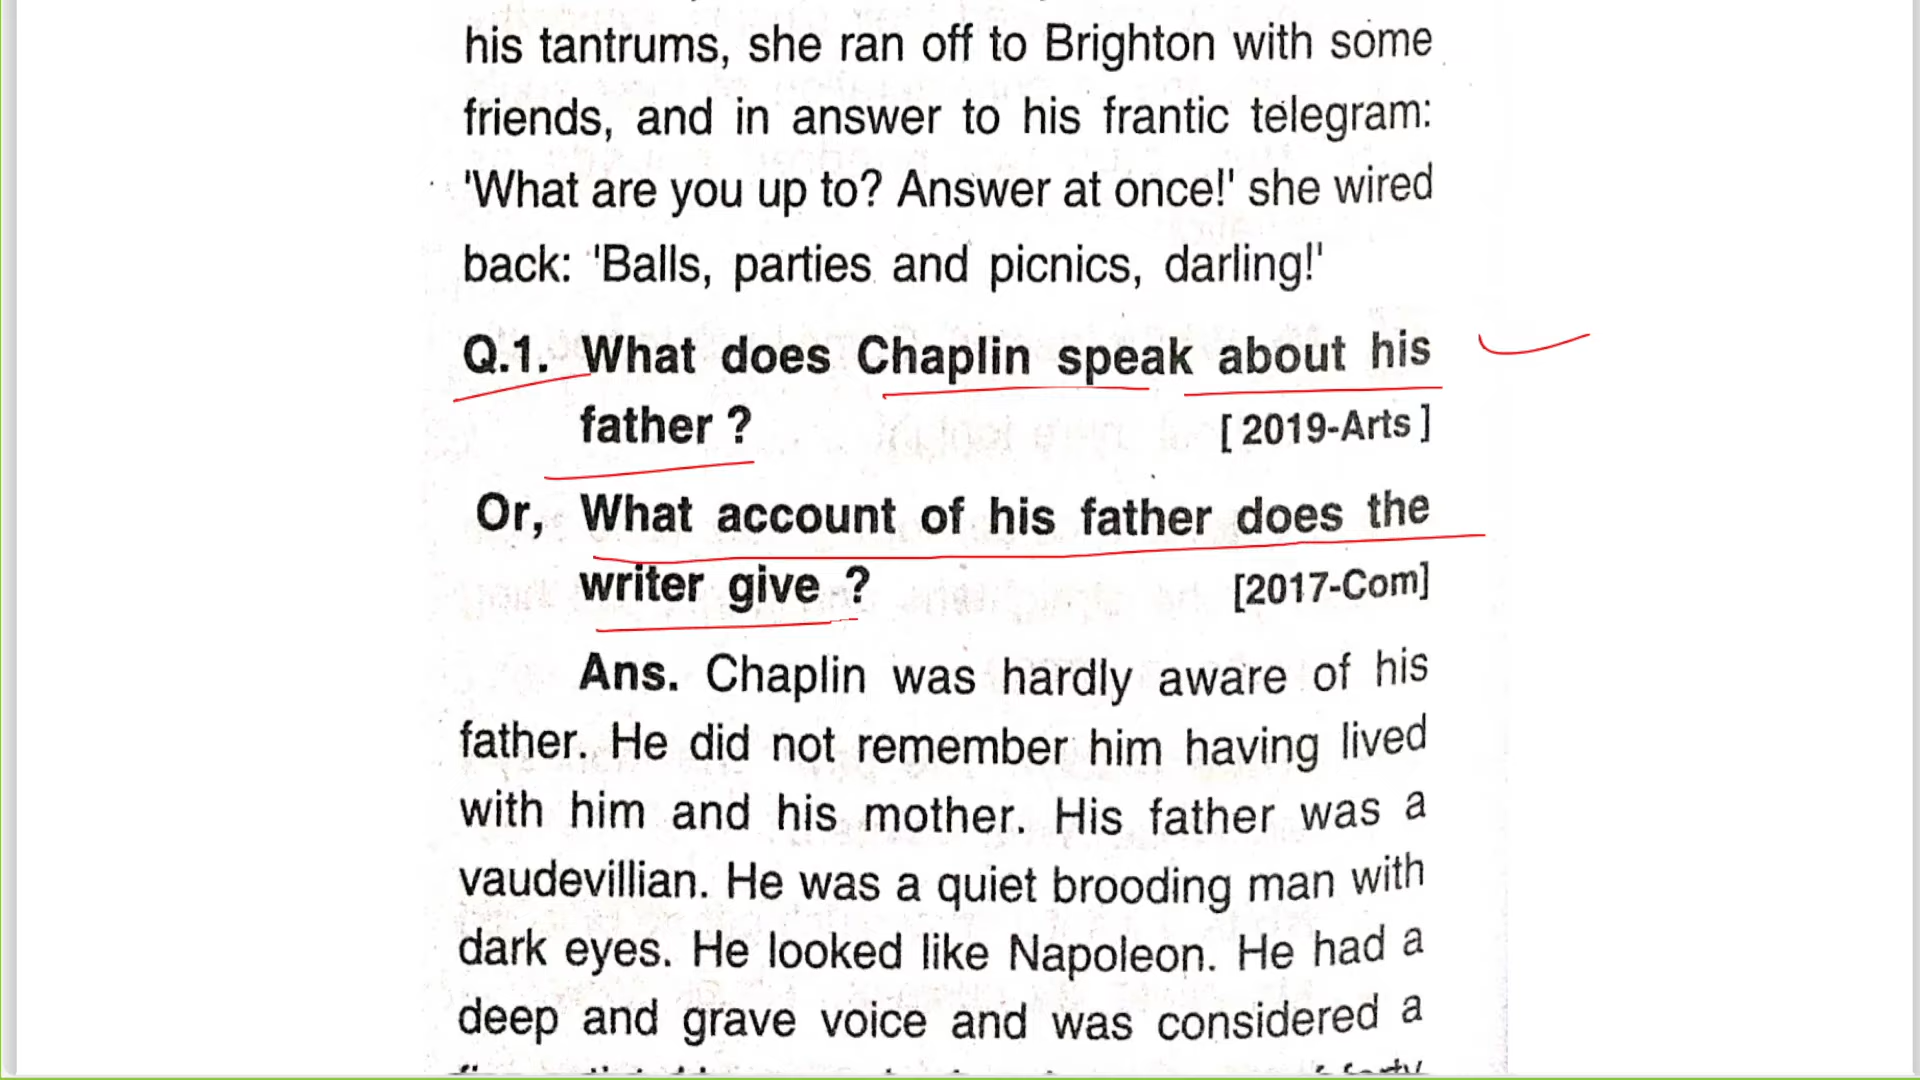 his tantrums, she ran off to Brighton with some
friends, and in answer to his frantic telegram:
'What are you up to? Answer at once!' she wired
back: 'Balls, parties and picnics, darling!'
Q.1. What does Chaplin speak about his
father ? [ 2019-Arts ]
Or, What account of his father does the
writer give ? [2017-Com]
Ans. Chaplin was hardly aware of his
father. He did not remember him having lived
with him and his mother. His father was a
vaudevillian. He was a quiet brooding man with
dark eyes. He looked like Napoleon. He had a
deep and grave voice and was considered a